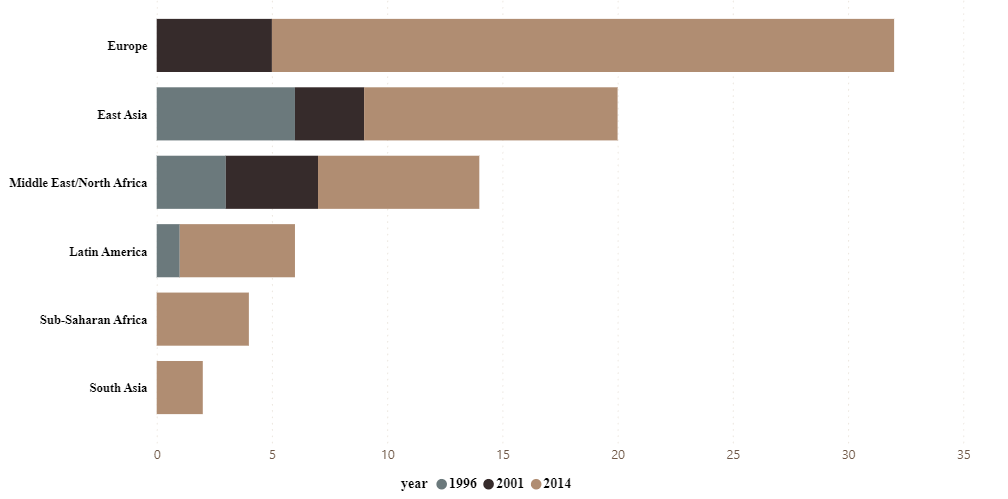 Europe
East Asia
Middle East/North Africa
Latin America
Sub-Saharan Africa
South Asia
0 5 10 15 20 25 30 35
year 1996 2001 2014